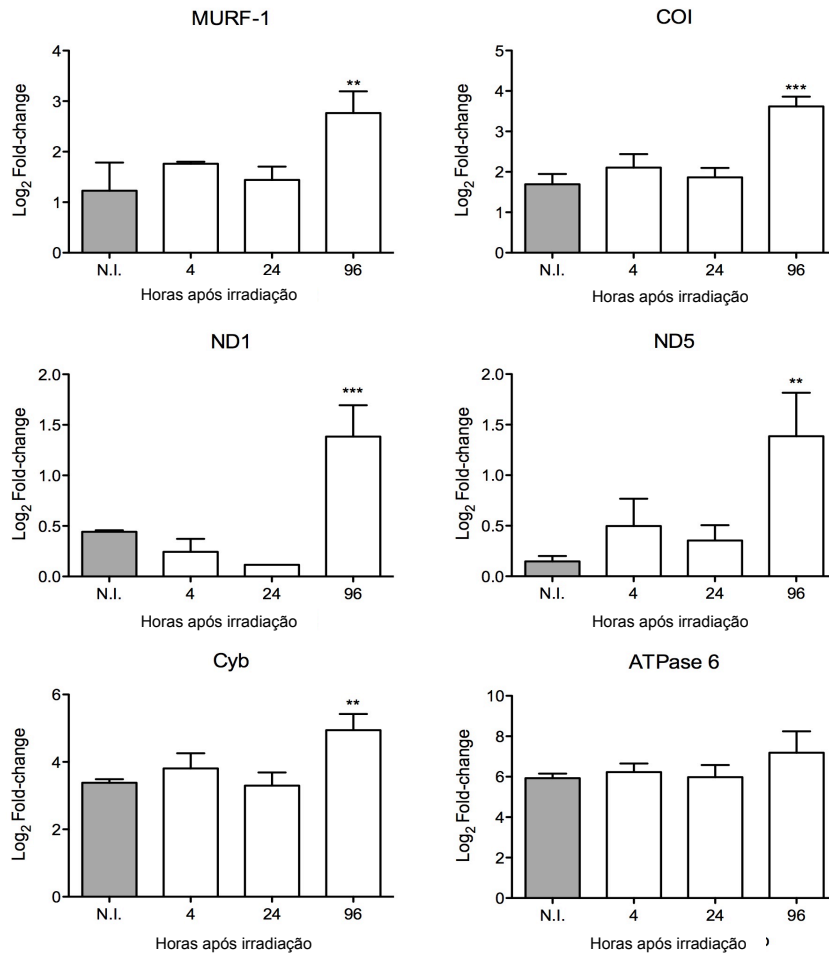 MURF-1
Log2 Fold-change
4
3
2
1
0
**
N.I.
4
24
96
Horas após irradiação
COI
Log2 Fold-change
5
4
3
2
1
0
***
N.I.
4
24
96
Horas após irradiação
ND1
Log2 Fold-change
2.0
1.5
1.0
0.5
0.0
***
N.I.
4
24
96
Horas após irradiação
ND5
Log2 Fold-change
2.0
1.5
1.0
0.5
0.0
**
N.I.
4
24
96
Horas após irradiação
Cyb
Log2 Fold-change
6
4
2
0
**
N.I.
4
24
96
Horas após irradiação
ATPase 6
Log2 Fold-change
10
8
6
4
2
0
N.I.
4
24
96
Horas após irradiação